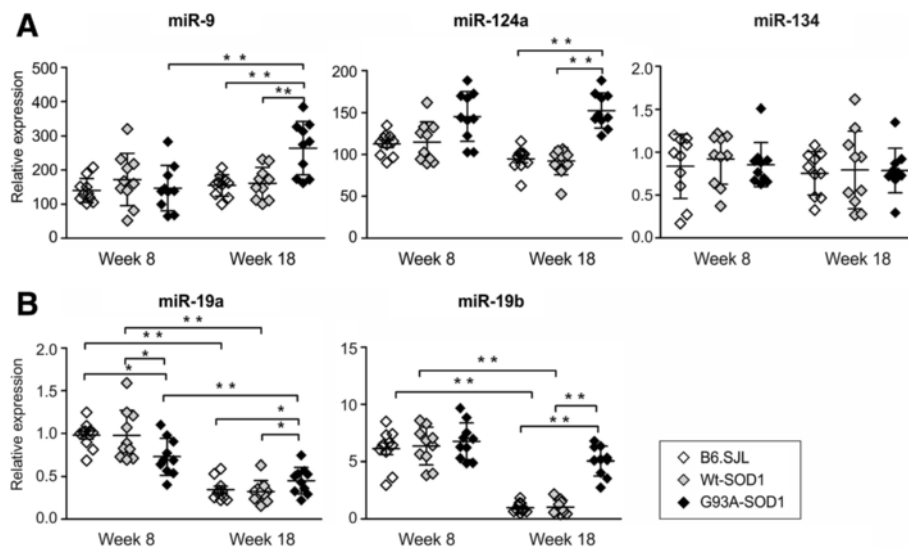 A
miR-9
miR-124a
miR-134
Relative expression
500
400
300
200
100
0
* *
* *
**
Week 8
Week 18
200
150
100
50
0
* *
* *
Week 8
Week 18
1.5
1.0
0.5
0.0
Week 8
Week 18
B
miR-19a
miR-19b
Relative expression
2.0
1.5
1.0
0.5
0.0
* *
* *
*
*
* *
*
*
Week 8
Week 18
15
10
5
0
* *
* *
* *
* *
Week 8
Week 18
B6.SJL
Wt-SOD1
G93A-SOD1